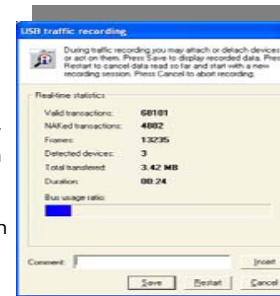 USB traffic recording
During traffic recording you may attach or detach devices
or act on them. Press Save to display recorded data. Press
Restart to cancel data read so far and start with a new
recording session. Press Cancel to abort recording.
Real-time statistics
Valid transactions: 60101
NAKed transactions: 4802
Frames: 13235
Detected devices: 3
Total transferred: 3.42 MB
Duration: 00:24
Bus usage ratio:
Comment:
Insert
Save Restart Cancel